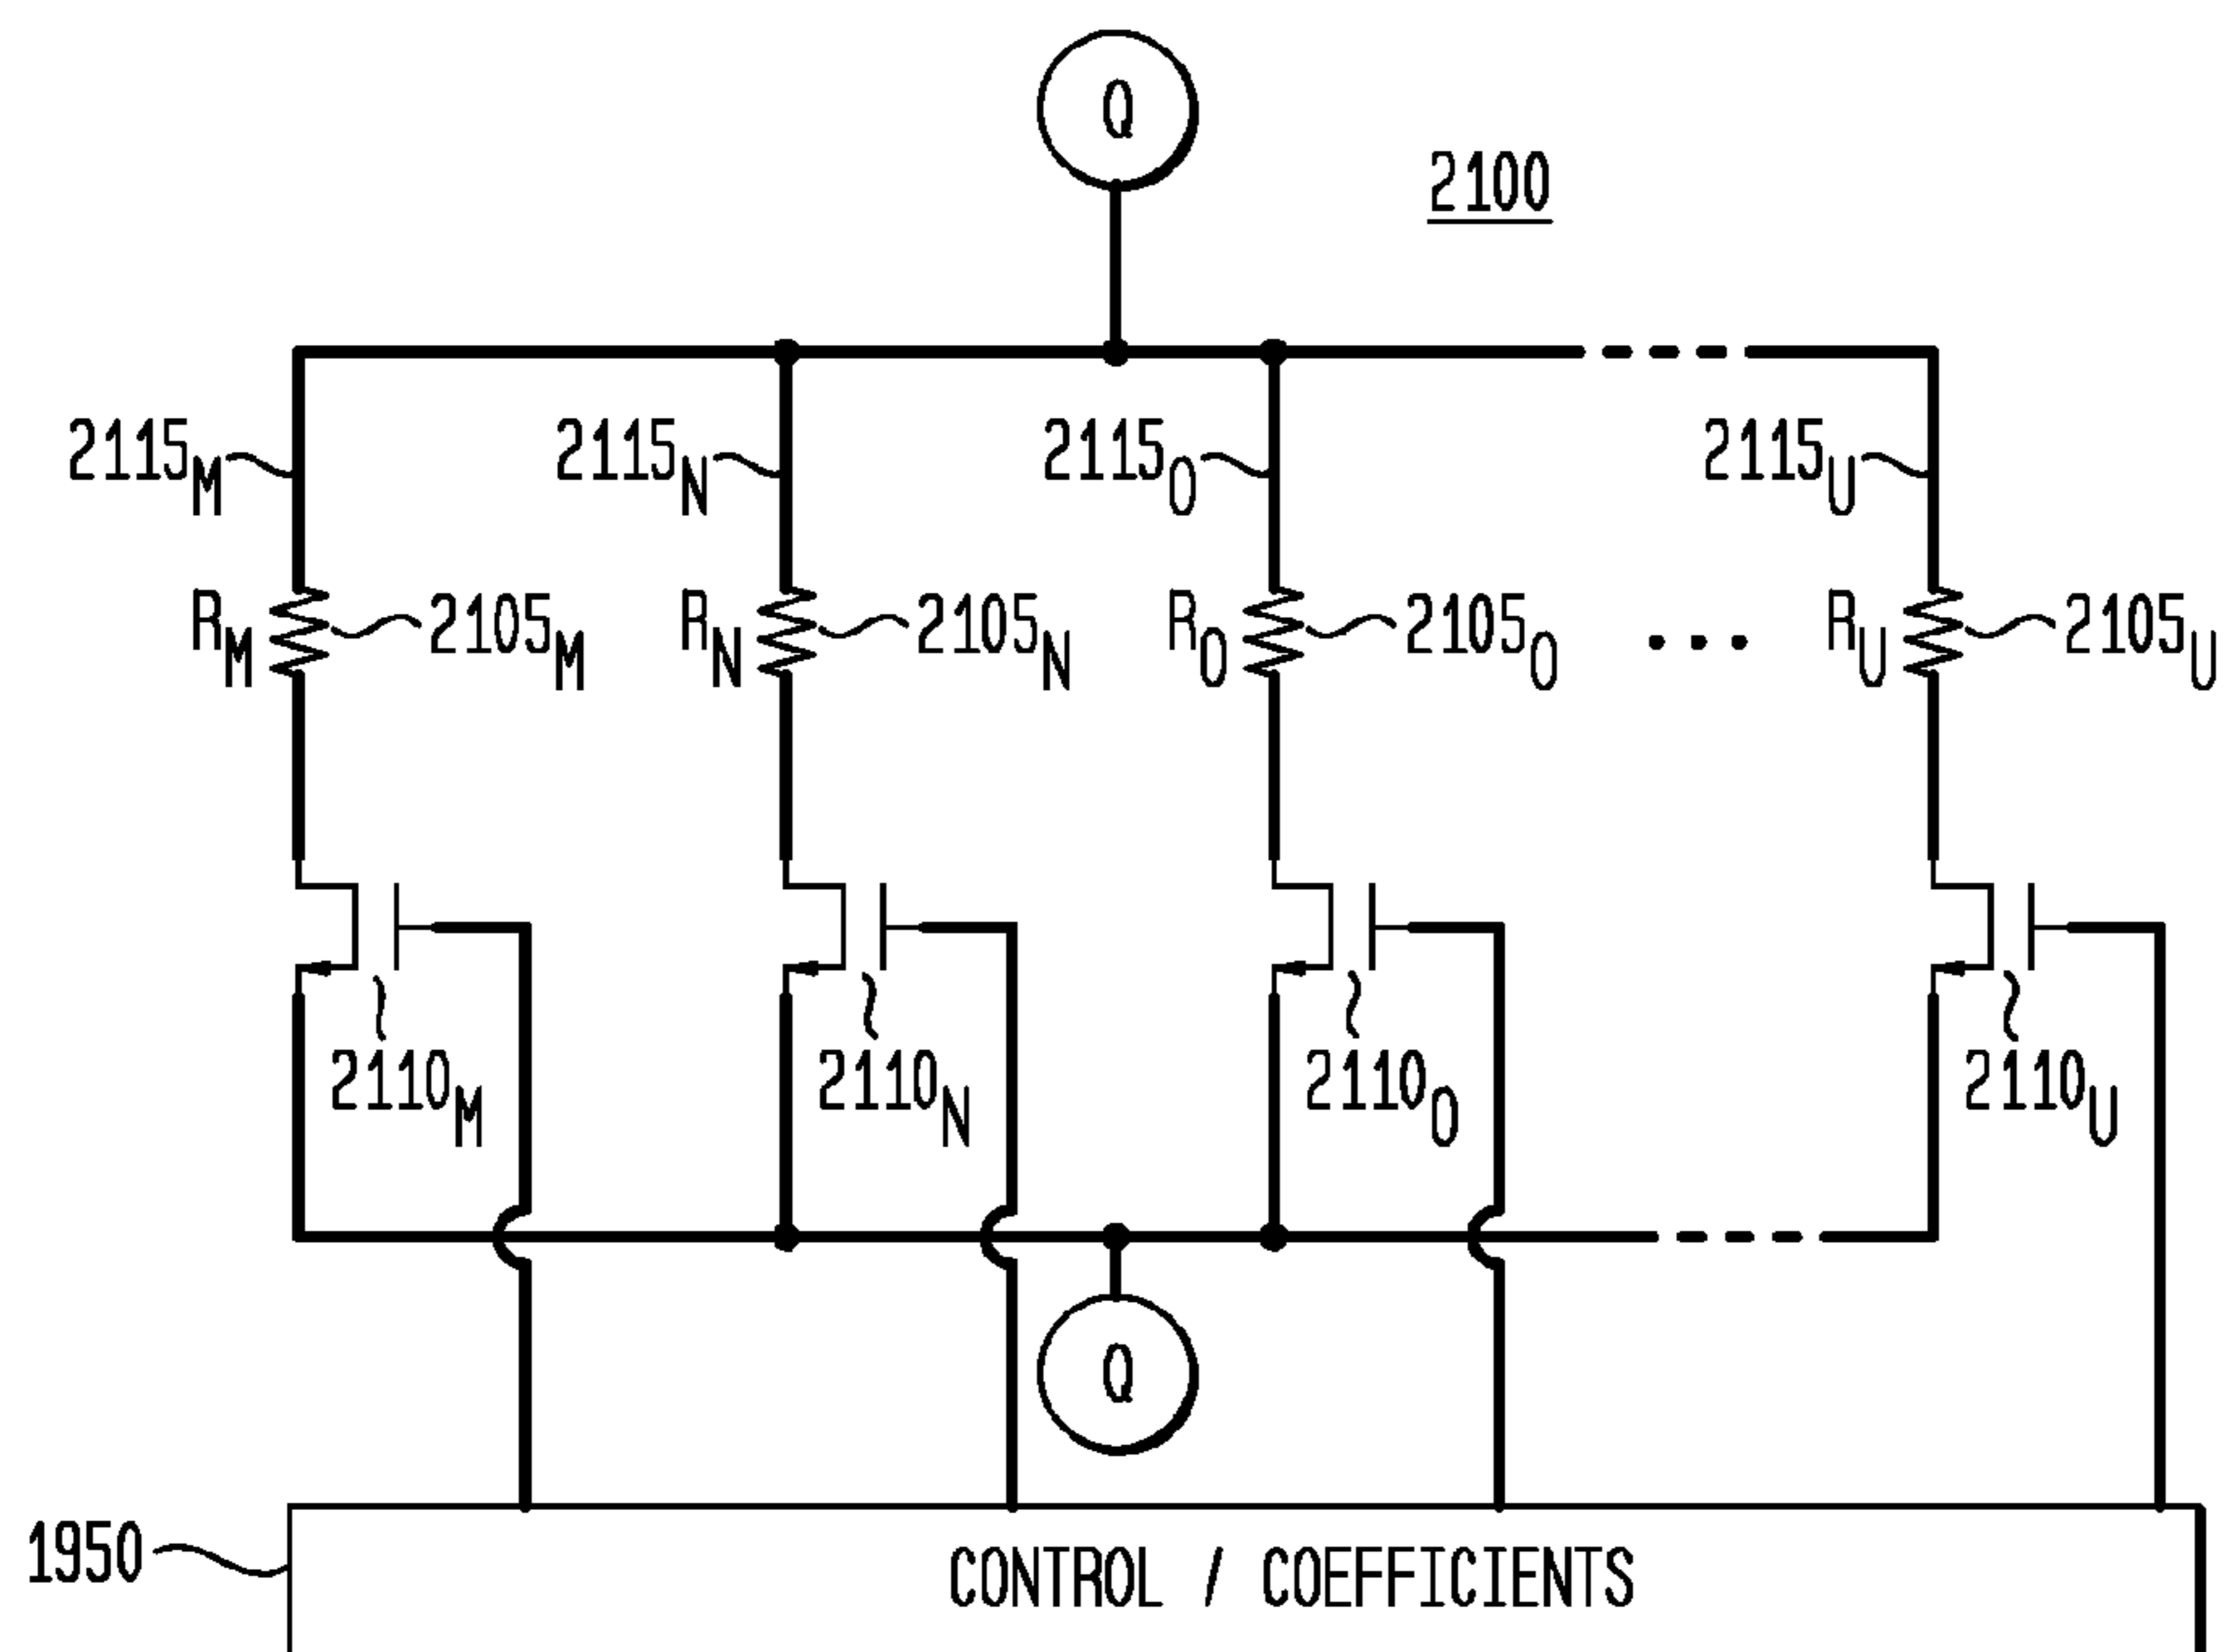 Q
2100
2115M 2115N 2115O 2115U
RM 2105M RN 2105N RO 2105O ... RU 2105U
2110M 2110N 2110O 2110U
Q
1950 CONTROL / COEFFICIENTS